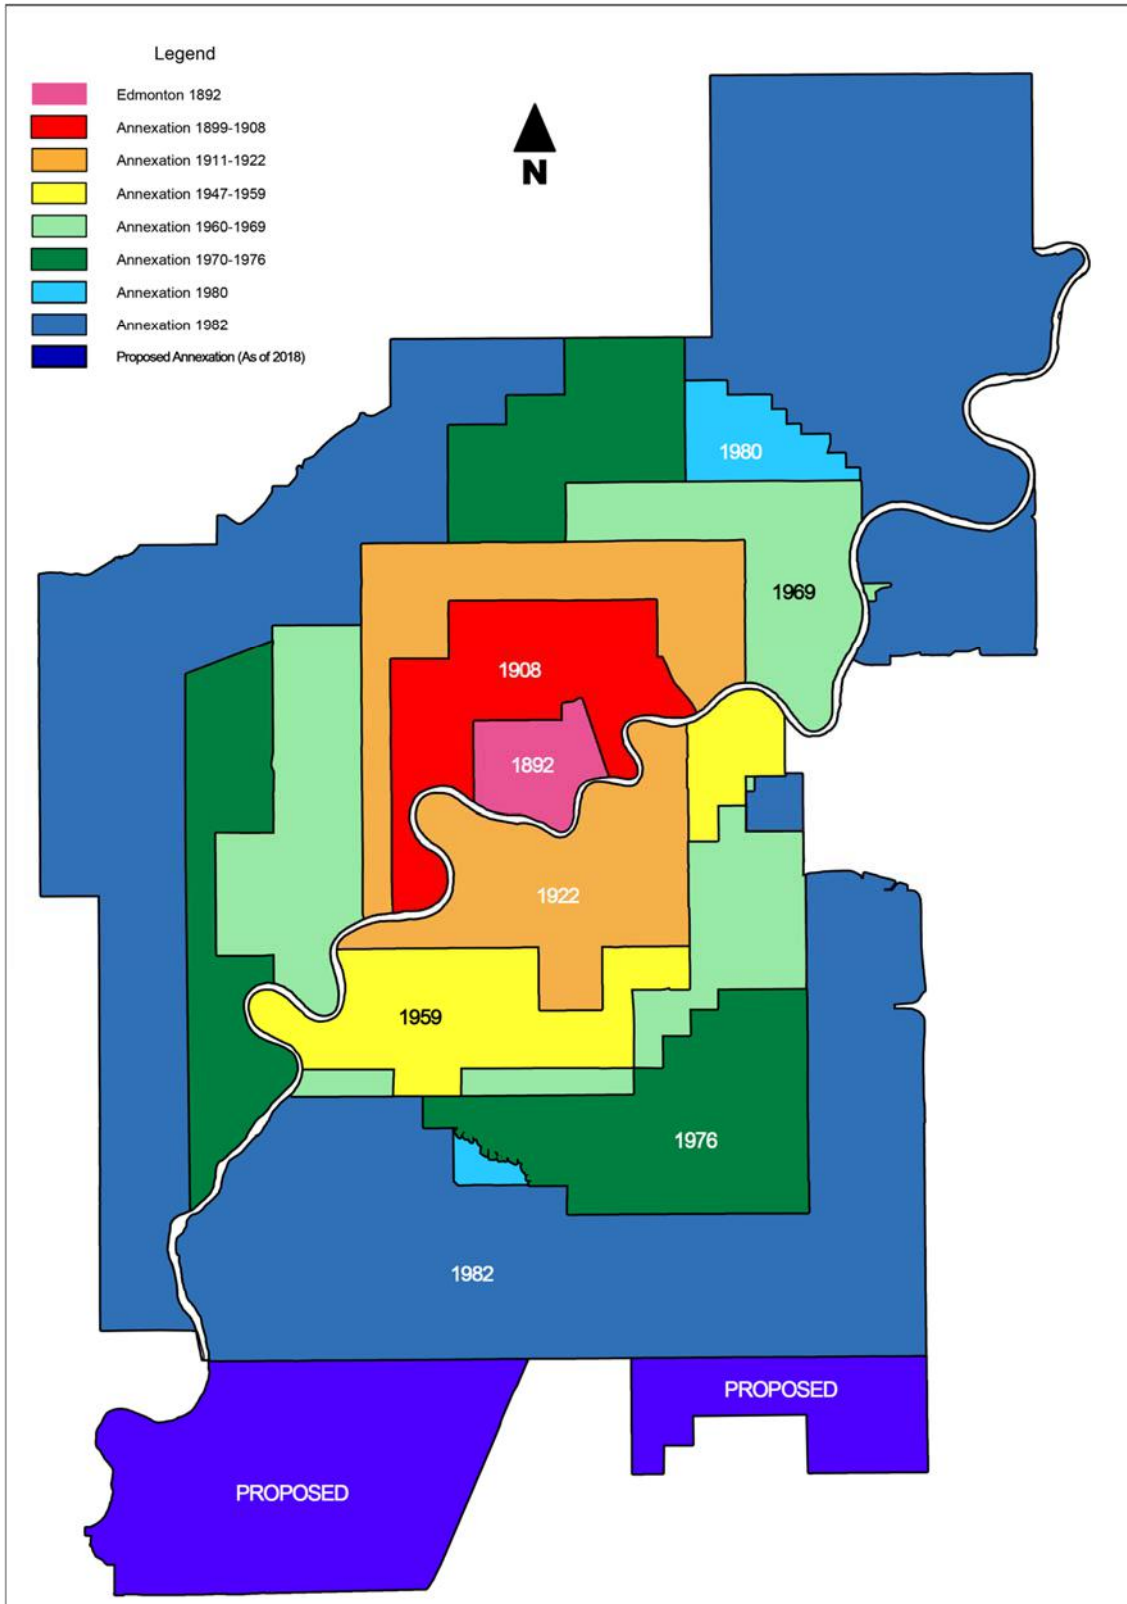 Legend
Edmonton 1892
Annexation 1899-1908
Annexation 1911-1922
Annexation 1947-1959
Annexation 1960-1969
Annexation 1970-1976
Annexation 1980
Annexation 1982
Proposed Annexation (As of 2018)
N
1980
1969
1908
1892
1922
1959
1976
1982
PROPOSED
PROPOSED